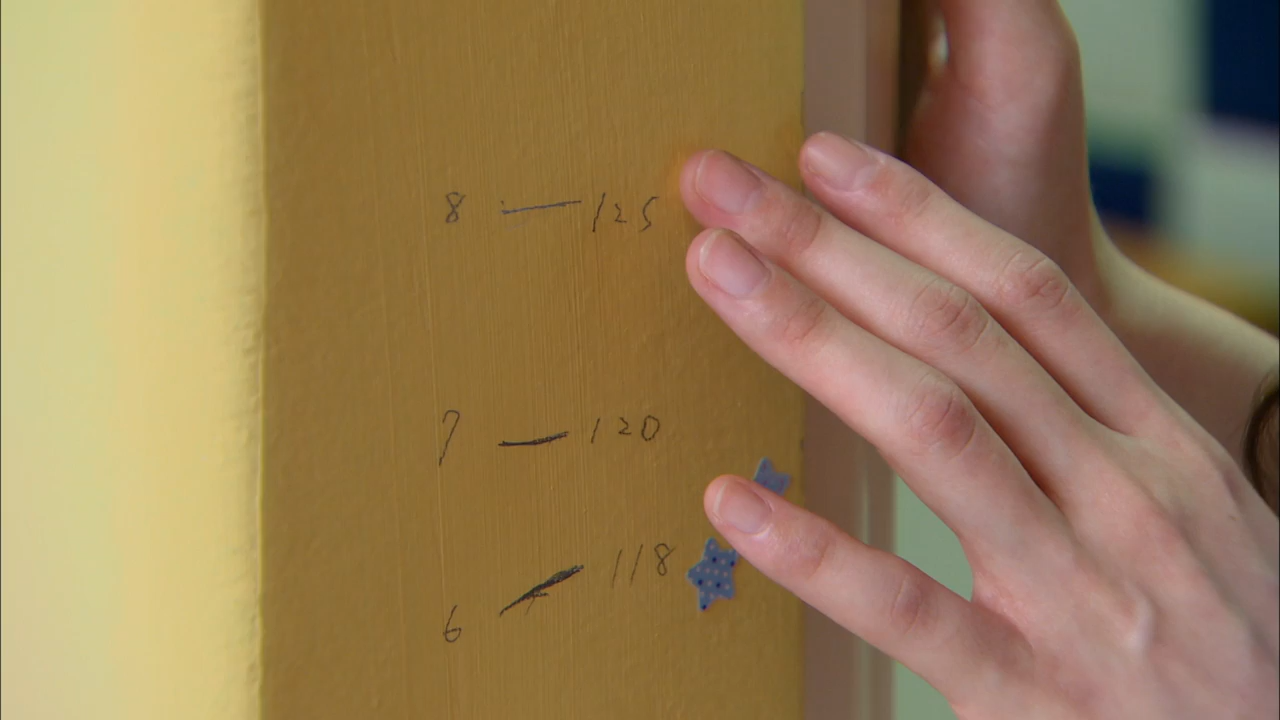 8 — 125
7 — 120
6 — 118